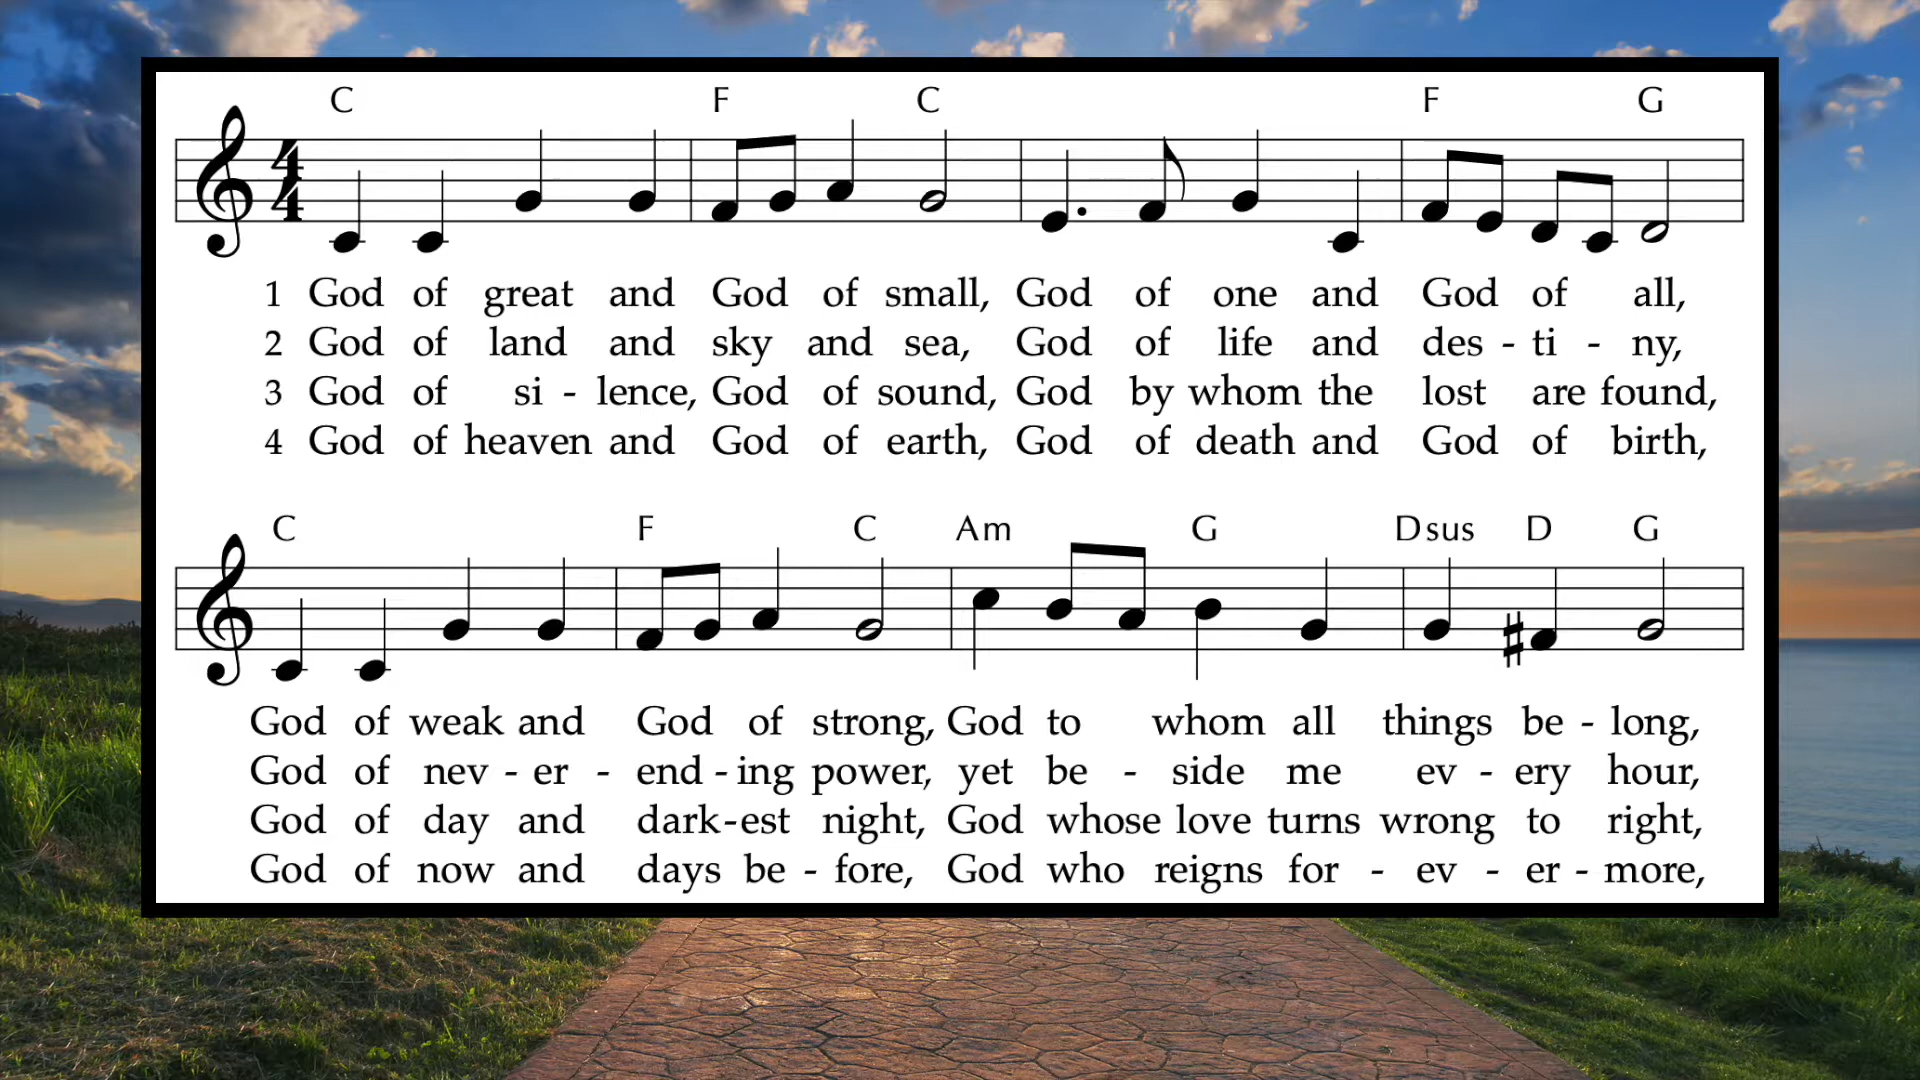 C F C F G
4
4
1 God of great and God of small, God of one and God of all,
2 God of land and sky and sea, God of life and des - ti - ny,
3 God of si - lence, God of sound, God by whom the lost are found,
4 God of heaven and God of earth, God of death and God of birth,
C F C Am G Dsus D G
God of weak and God of strong, God to whom all things be - long,
God of nev - er - end - ing power, yet be - side me ev - ery hour,
God of day and dark - est night, God whose love turns wrong to right,
God of now and days be - fore, God who reigns for - ev - er - more,